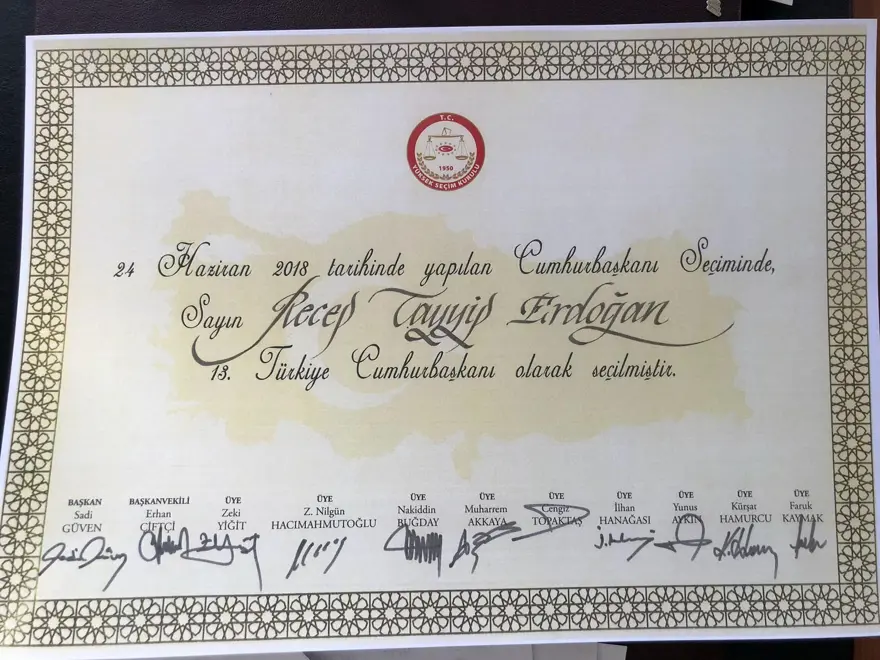 T.C.
YÜKSEK SEÇİM KURULU
1950
24 Haziran 2018 tarihinde yapılan Cumhurbaşkanı Seçiminde,
Sayın Recep Tayyip Erdoğan
13. Türkiye Cumhurbaşkanı olarak seçilmiştir.
BAŞKAN BAŞKANVEKİLİ ÜYE ÜYE ÜYE ÜYE ÜYE ÜYE ÜYE ÜYE ÜYE
Sadi Erhan Zeki Z. Nilgün Nakiddin Muharrem Cengiz İlhan Yunus Kürşat Faruk
GÜVEN ÇİFTÇİ YİĞİT HACIMAHMUTOĞLU BUĞDAY AKKAYA TOPAKTAŞ HANAĞASI AYKIN HAMURCU KAYMAK